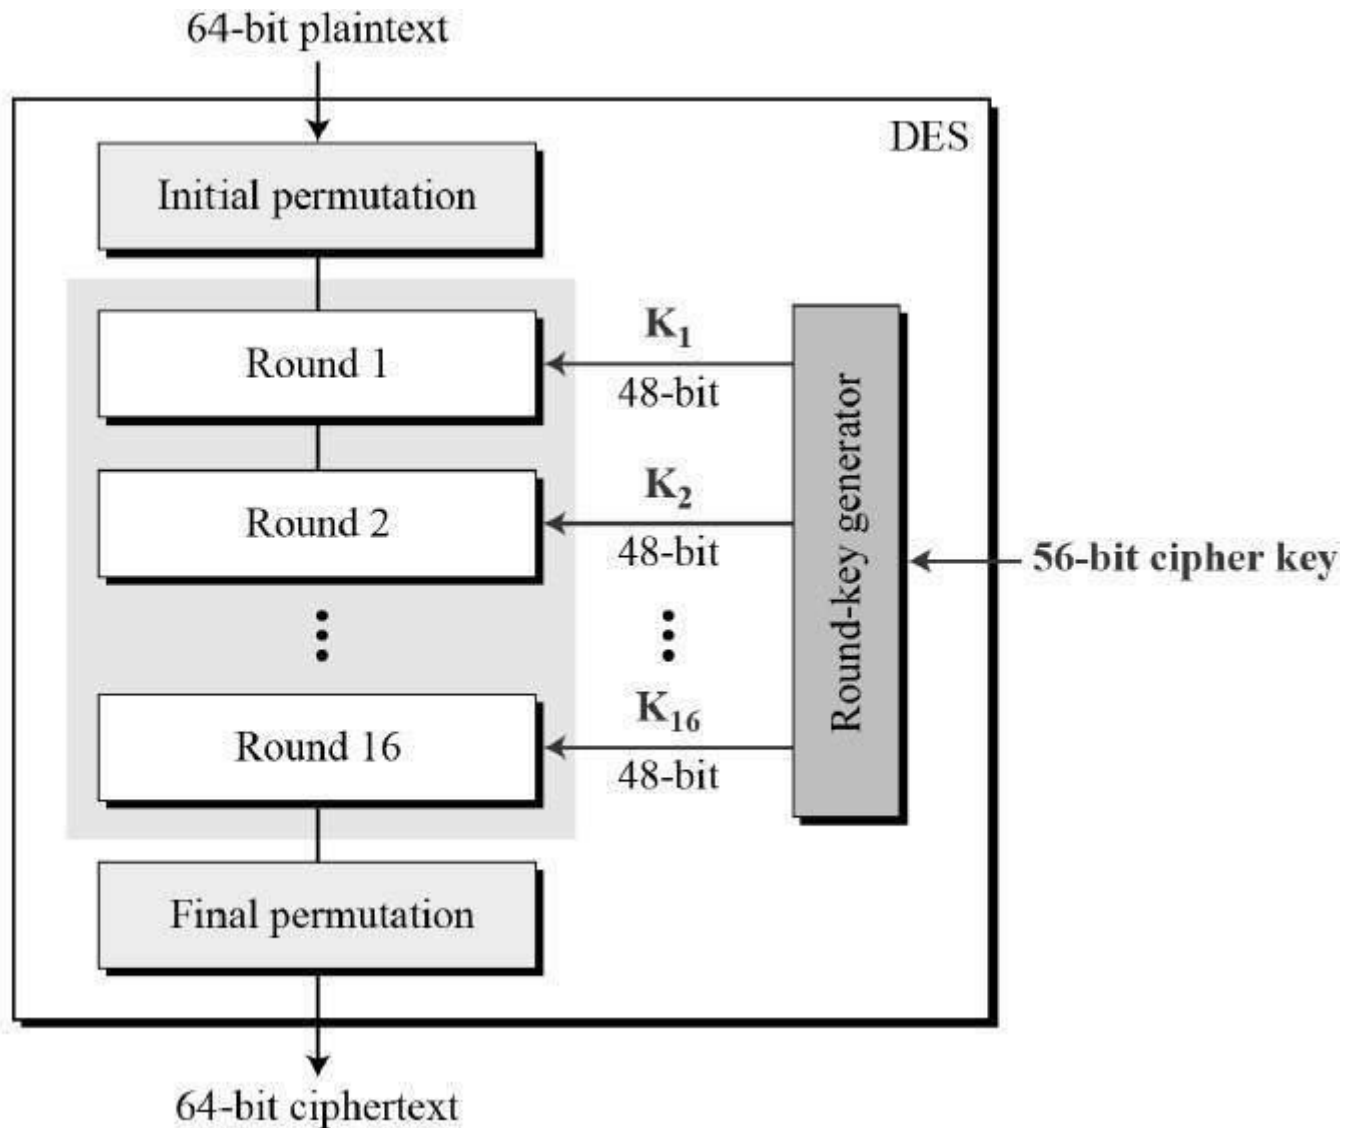 64-bit plaintext
DES
Initial permutation
Round 1
K₁
48-bit
Round 2
K₂
48-bit
Round-key generator
56-bit cipher key
Round 16
K₁₆
48-bit
Final permutation
64-bit ciphertext